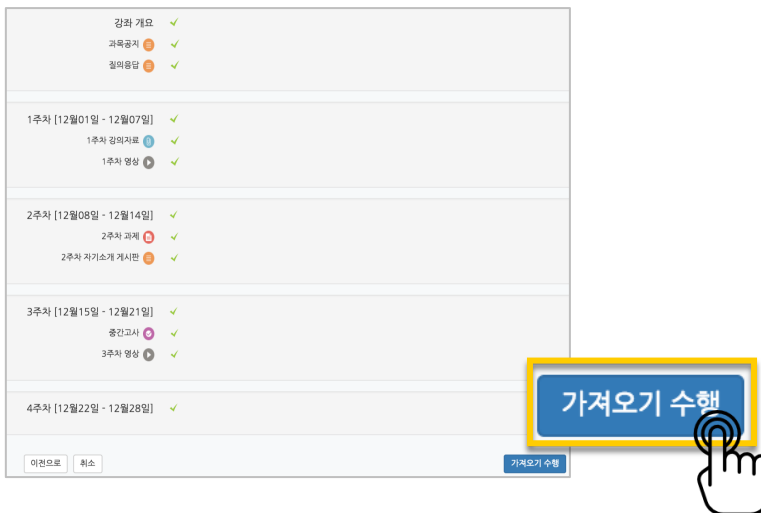 강좌 개요
과목공지
질의응답
1주차 [12월01일 - 12월07일]
1주차 강의자료
1주차 영상
2주차 [12월08일 - 12월14일]
2주차 과제
2주차 자기소개 게시판
3주차 [12월15일 - 12월21일]
중간고사
3주차 영상
4주차 [12월22일 - 12월28일]
가져오기 수행
이전으로 취소 가져오기 수행